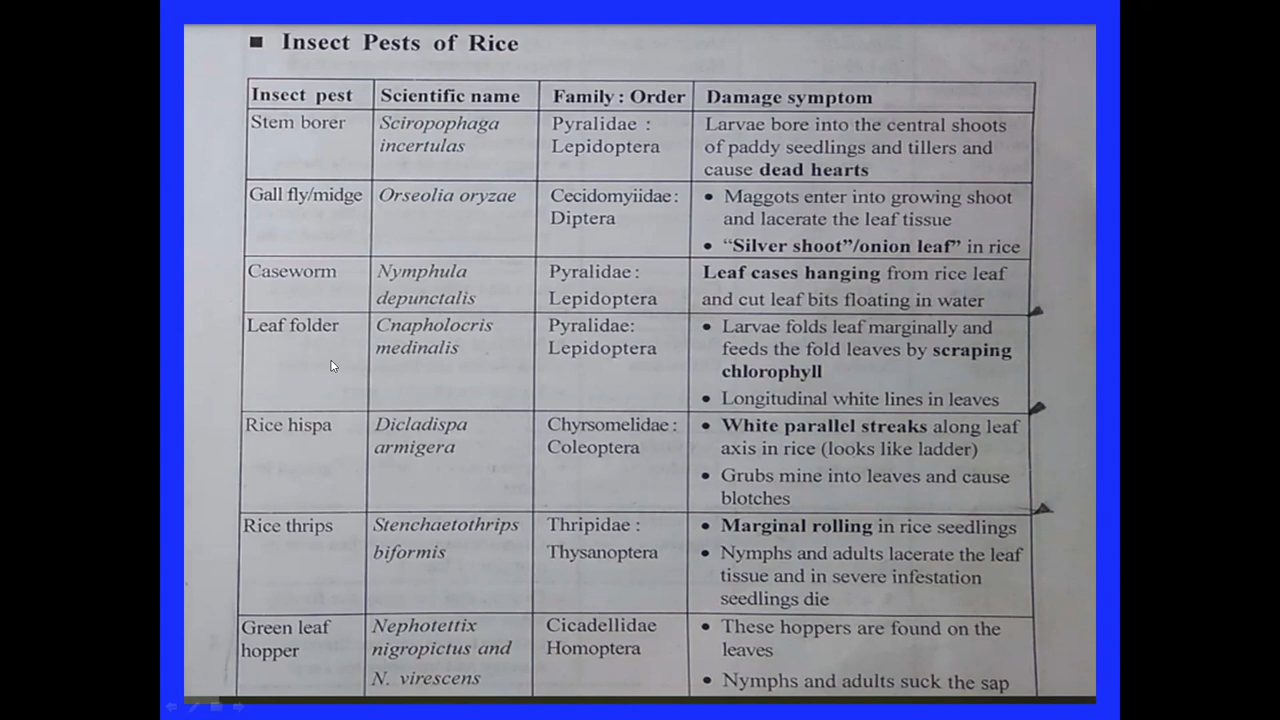 ■ Insect Pests of Rice
Insect pest Scientific name Family : Order Damage symptom
Stem borer Sciropophaga incertulas Pyralidae : Lepidoptera Larvae bore into the central shoots
of paddy seedlings and tillers and
cause dead hearts
Gall fly/midge Orseolia oryzae Cecidomyiidae : Diptera • Maggots enter into growing shoot
and lacerate the leaf tissue
• “Silver shoot”/onion leaf” in rice
Caseworm Nymphula depunctalis Pyralidae : Lepidoptera Leaf cases hanging from rice leaf
and cut leaf bits floating in water
Leaf folder Cnapholocris medinalis Pyralidae: Lepidoptera • Larvae folds leaf marginally and
feeds the fold leaves by scraping
chlorophyll
• Longitudinal white lines in leaves
Rice hispa Dicladispa armigera Chyrsomelidae : Coleoptera • White parallel streaks along leaf
axis in rice (looks like ladder)
• Grubs mine into leaves and cause
blotches
Rice thrips Stenchaetothrips biformis Thripidae : Thysanoptera • Marginal rolling in rice seedlings
• Nymphs and adults lacerate the leaf
tissue and in severe infestation
seedlings die
Green leaf hopper Nephotettix nigropictus and N. virescens Cicadellidae Homoptera • These hoppers are found on the
leaves
• Nymphs and adults suck the sap